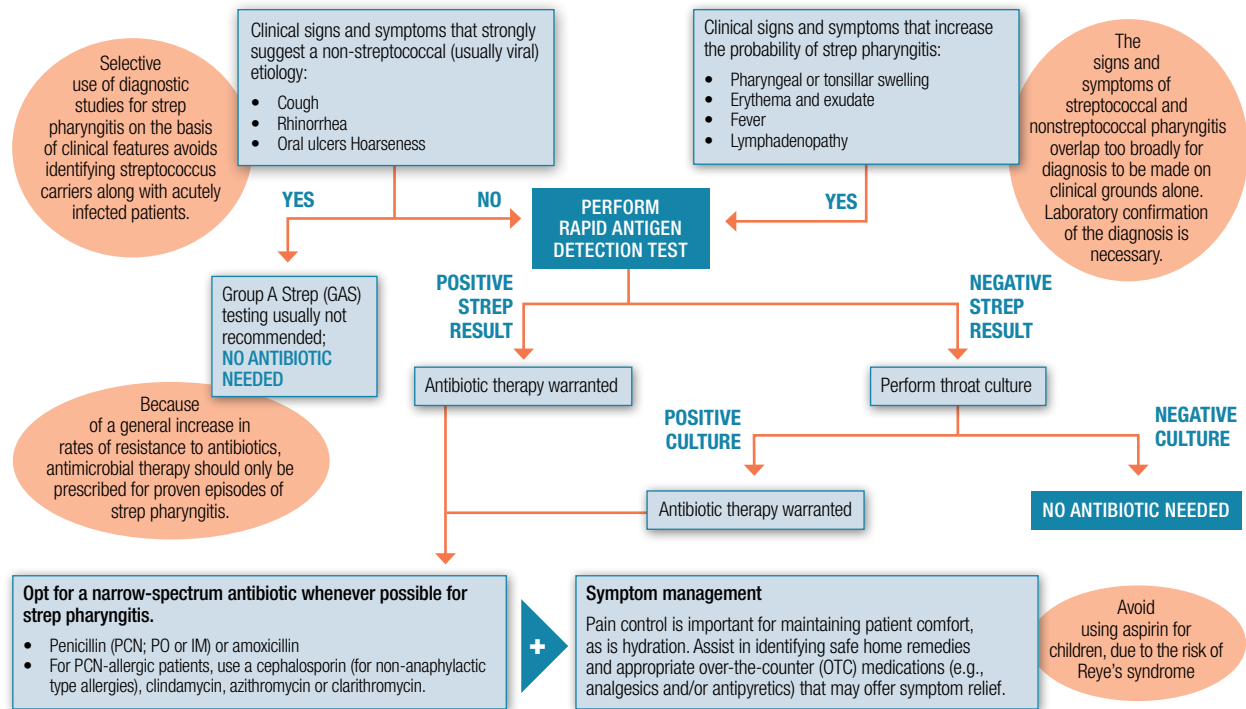 Selective
use of diagnostic
studies for strep
pharyngitis on the basis
of clinical features avoids
identifying streptococcus
carriers along with acutely
infected patients.
Clinical signs and symptoms that strongly
suggest a non-streptococcal (usually viral)
etiology:
• Cough
• Rhinorrhea
• Oral ulcers Hoarseness
Clinical signs and symptoms that increase
the probability of strep pharyngitis:
• Pharyngeal or tonsillar swelling
• Erythema and exudate
• Fever
• Lymphadenopathy
The
signs and
symptoms of
streptococcal and
nonstreptococcal pharyngitis
overlap too broadly for
diagnosis to be made on
clinical grounds alone.
Laboratory confirmation
of the diagnosis is
necessary.
YES
NO
PERFORM
RAPID ANTIGEN
DETECTION TEST
YES
Group A Strep (GAS)
testing usually not
recommended;
NO ANTIBIOTIC
NEEDED
POSITIVE
STREP
RESULT
NEGATIVE
STREP
RESULT
Antibiotic therapy warranted
Perform throat culture
Because
of a general increase in
rates of resistance to antibiotics,
antimicrobial therapy should only be
prescribed for proven episodes of
strep pharyngitis.
POSITIVE
CULTURE
NEGATIVE
CULTURE
Antibiotic therapy warranted
NO ANTIBIOTIC NEEDED
Opt for a narrow-spectrum antibiotic whenever possible for
strep pharyngitis.
• Penicillin (PCN; PO or IM) or amoxicillin
• For PCN-allergic patients, use a cephalosporin (for non-anaphylactic
type allergies), clindamycin, azithromycin or clarithromycin.
+
Symptom management
Pain control is important for maintaining patient comfort,
as is hydration. Assist in identifying safe home remedies
and appropriate over-the-counter (OTC) medications (e.g.,
analgesics and/or antipyretics) that may offer symptom relief.
Avoid
using aspirin for
children, due to the risk of
Reye's syndrome